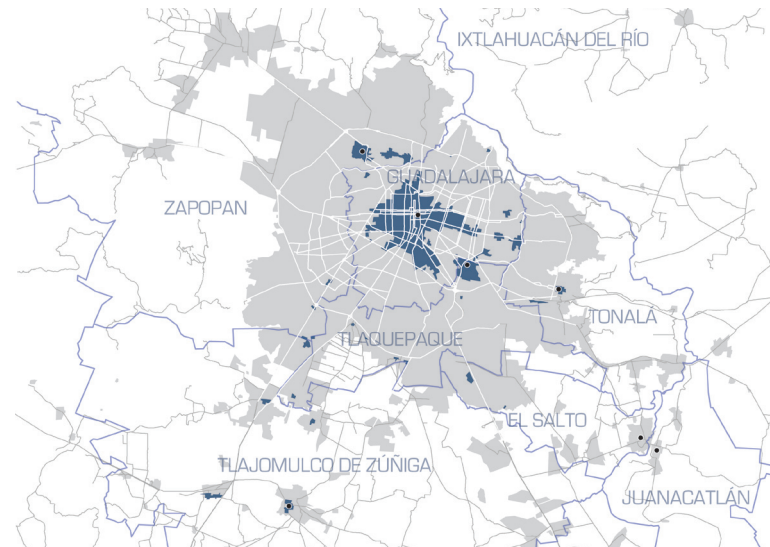 IXTLAHUACÁN DEL RÍO
GUADALAJARA
ZAPOPAN
TONALÁ
TLAQUEPAQUE
EL SALTO
TLAJOMULCO DE ZÚÑIGA
JUANACATLÁN